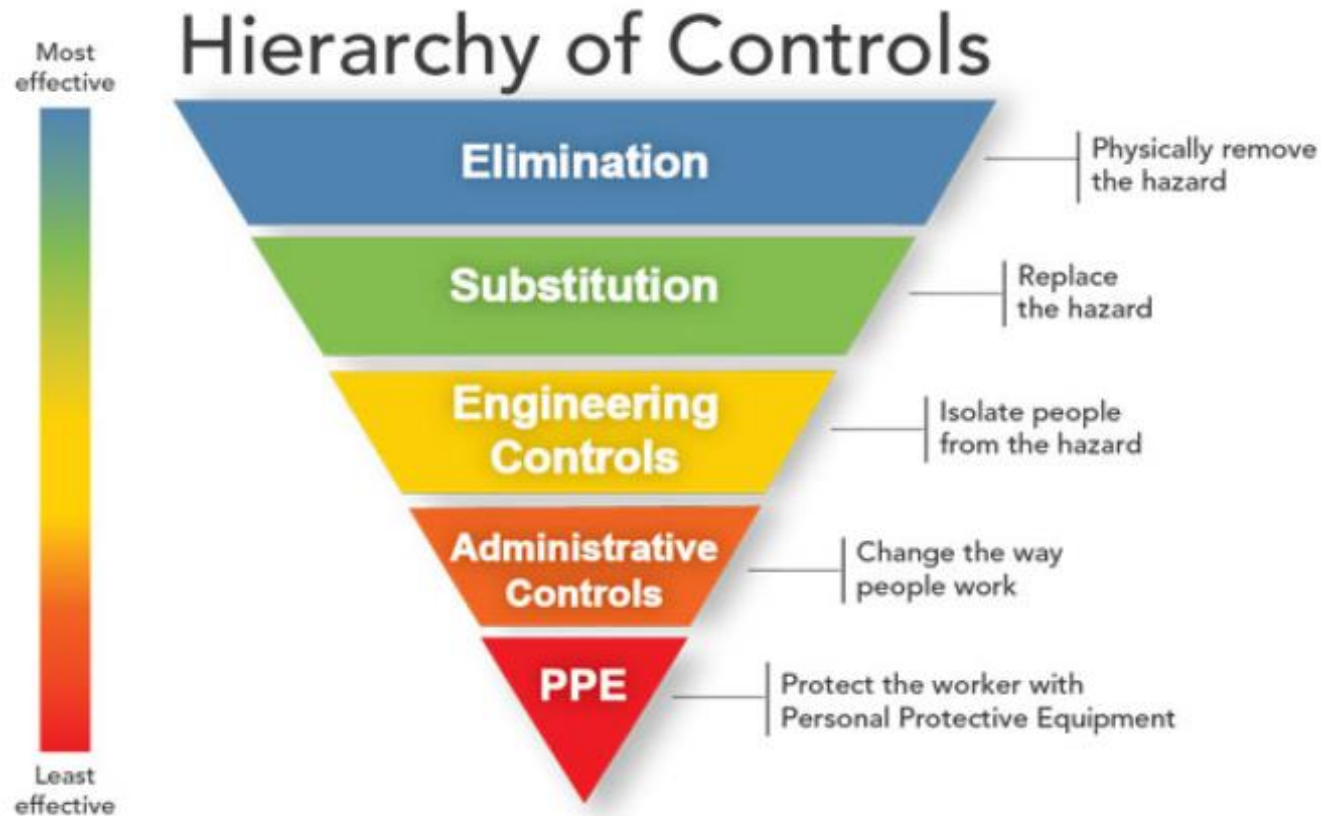 Hierarchy of Controls
Most
effective
Elimination
Physically remove
the hazard
Substitution
Replace
the hazard
Engineering
Controls
Isolate people
from the hazard
Administrative
Controls
Change the way
people work
PPE
Protect the worker with
Personal Protective Equipment
Least
effective